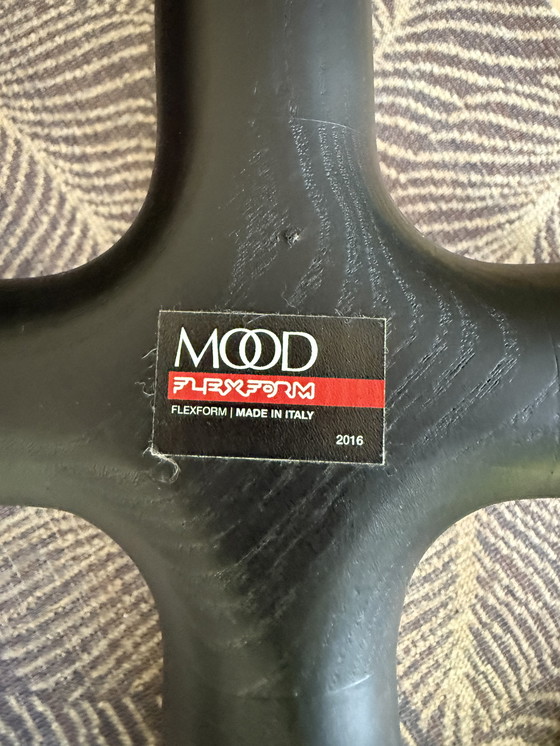 MOOD
FLEXFORM
FLEXFORM | MADE IN ITALY
2016